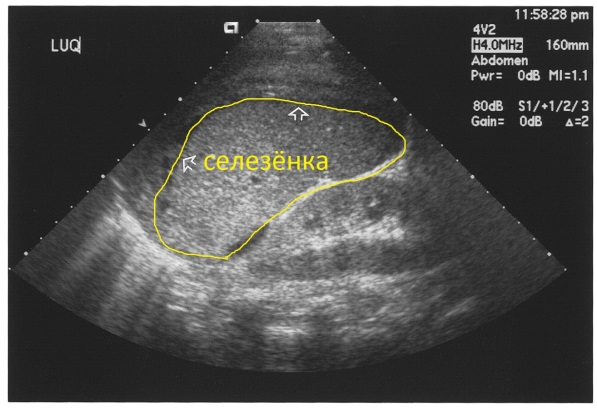 11:58:28 pm
LUQ
4V2
H4.0MHz 160mm
Abdomen
Pwr= 0dB MI=1.1
80dB S1/+1/2/3
Gain= 0dB Δ=2
селезёнка